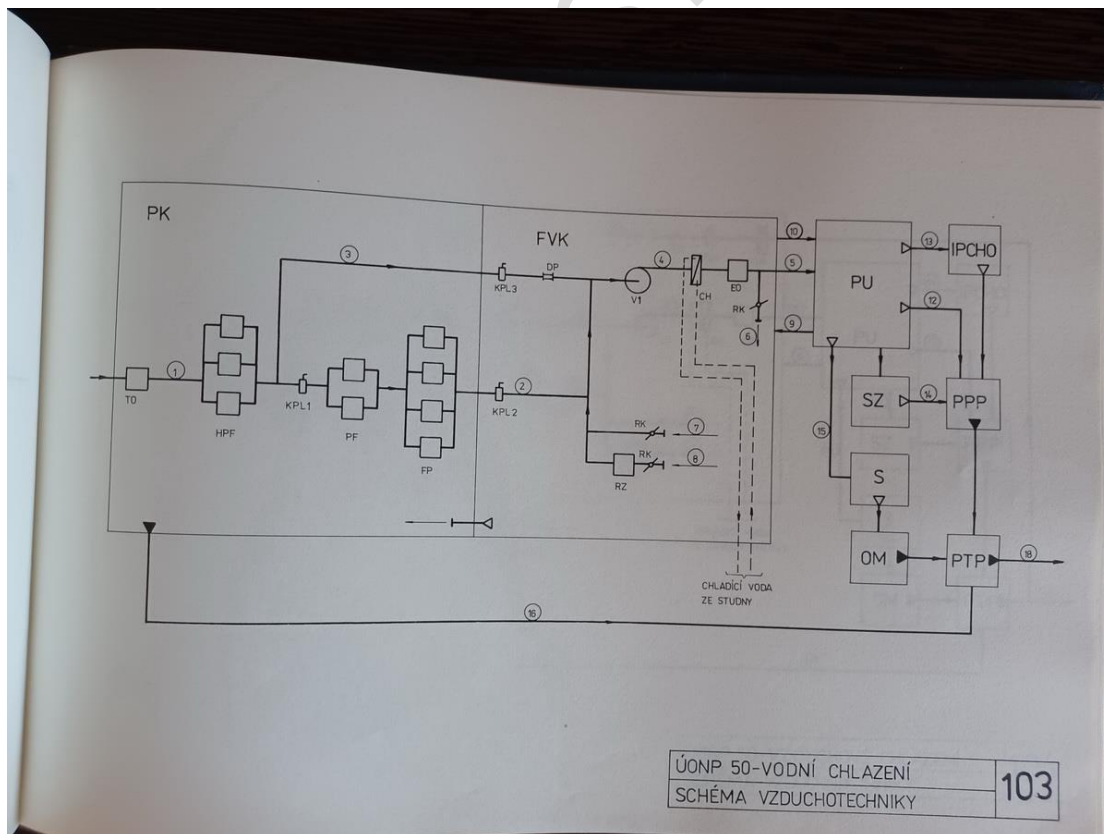 PK
FVK
3
KPL3
DP
V1
4
CH
EO
RK
6
10
5
9
PU
13
IPCHO
12
TO
1
HPF
KPL1
PF
FP
KPL2
2
RK
7
RK
8
RZ
SZ
14
PPP
15
S
OM
PTP
18
CHLADÍCÍ VODA
ZE STUDNY
16
ÚONP 50-VODNÍ CHLAZENÍ
SCHÉMA VZDUCHOTECHNIKY
103